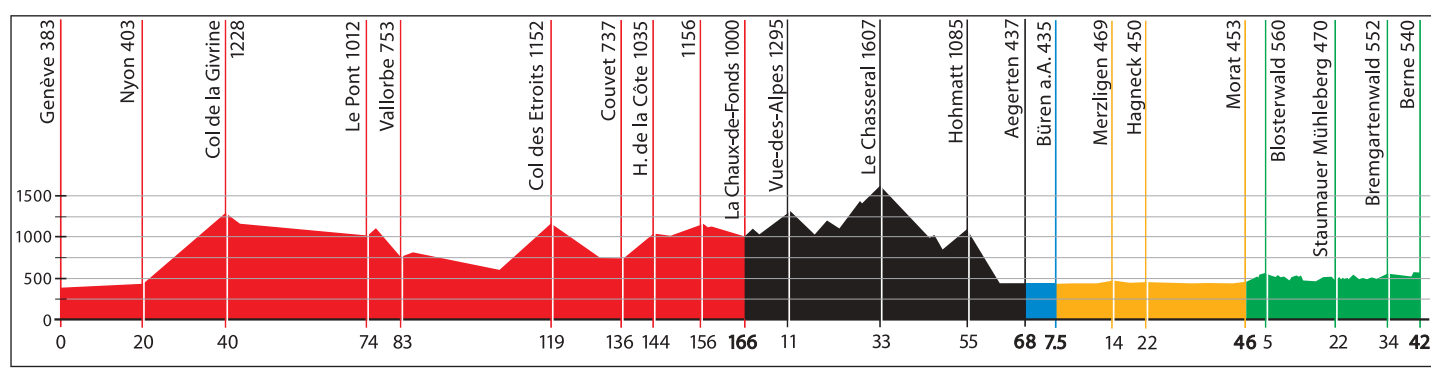 Genève 383
Nyon 403
Col de la Givrine
1228
Le Pont 1012
Vallorbe 753
Col des Etroits 1152
Couvet 737
H. de la Côte 1035
1156
La Chaux-de-Fonds 1000
Vue-des-Alpes 1295
Le Chasseral 1607
Hohmatt 1085
Aegerten 437
Büren a.A. 435
Merzligen 469
Hagneck 450
Morat 453
Blosterwald 560
Staumauer Mühleberg 470
Bremgartenwald 552
Berne 540
1500
1000
500
0
0 20 40 74 83 119 136 144 156 166 11 33 55 68 7.5 14 22 46 5 22 34 42